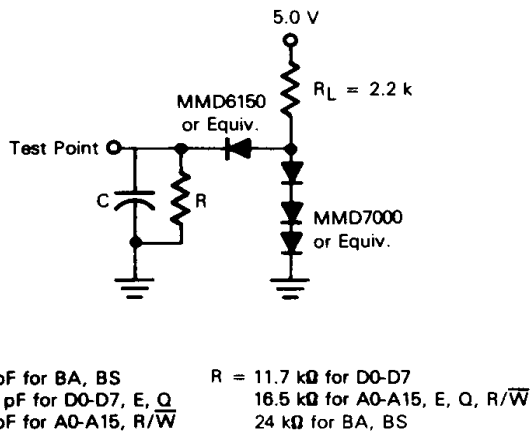 5.0 V
RL = 2.2 k
MMD6150
or Equiv.
Test Point
C
R
MMD7000
or Equiv.
pF for BA, BS
pF for D0-D7, E, Q
pF for A0-A15, R/W̅
R = 11.7 kΩ for D0-D7
16.5 kΩ for A0-A15, E, Q, R/W̅
24 kΩ for BA, BS